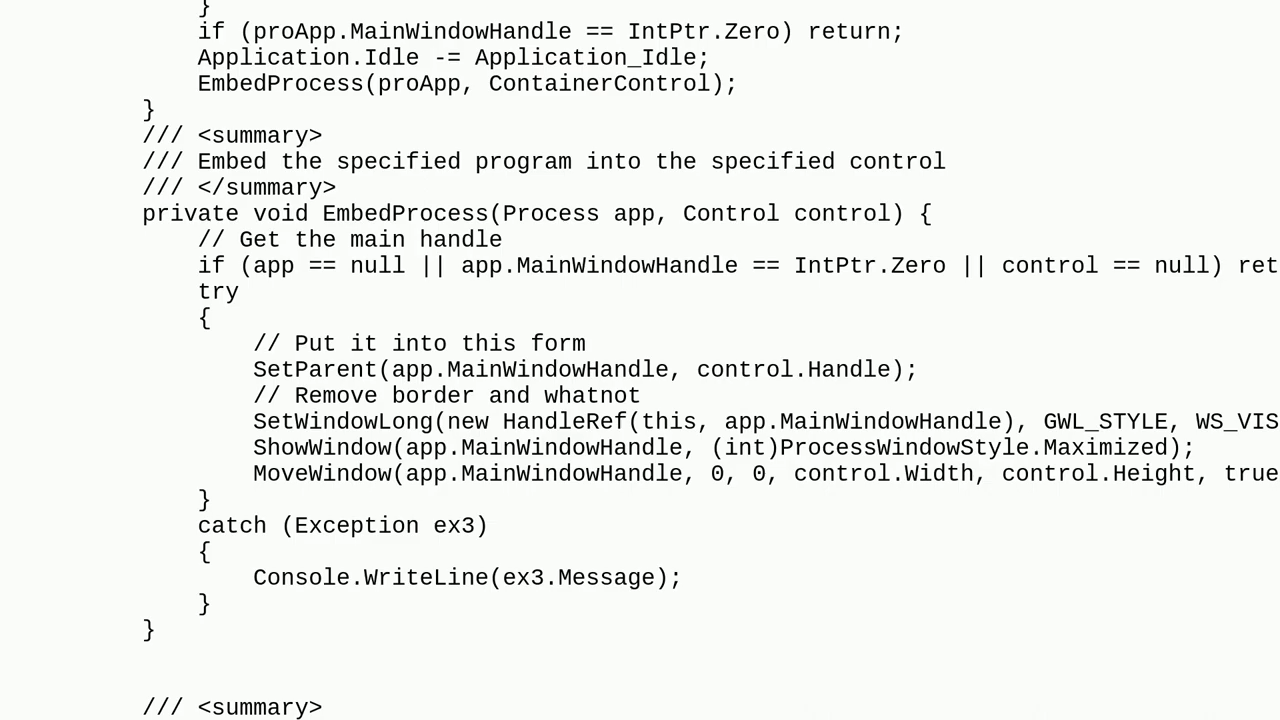 }
if (proApp.MainWindowHandle == IntPtr.Zero) return;
Application.Idle -= Application_Idle;
EmbedProcess(proApp, ContainerControl);
}
/// <summary>
/// Embed the specified program into the specified control
/// </summary>
private void EmbedProcess(Process app, Control control) {
// Get the main handle
if (app == null || app.MainWindowHandle == IntPtr.Zero || control == null) ret
try
{
// Put it into this form
SetParent(app.MainWindowHandle, control.Handle);
// Remove border and whatnot
SetWindowLong(new HandleRef(this, app.MainWindowHandle), GWL_STYLE, WS_VIS
ShowWindow(app.MainWindowHandle, (int)ProcessWindowStyle.Maximized);
MoveWindow(app.MainWindowHandle, 0, 0, control.Width, control.Height, true
}
catch (Exception ex3)
{
Console.WriteLine(ex3.Message);
}
}
/// <summary>